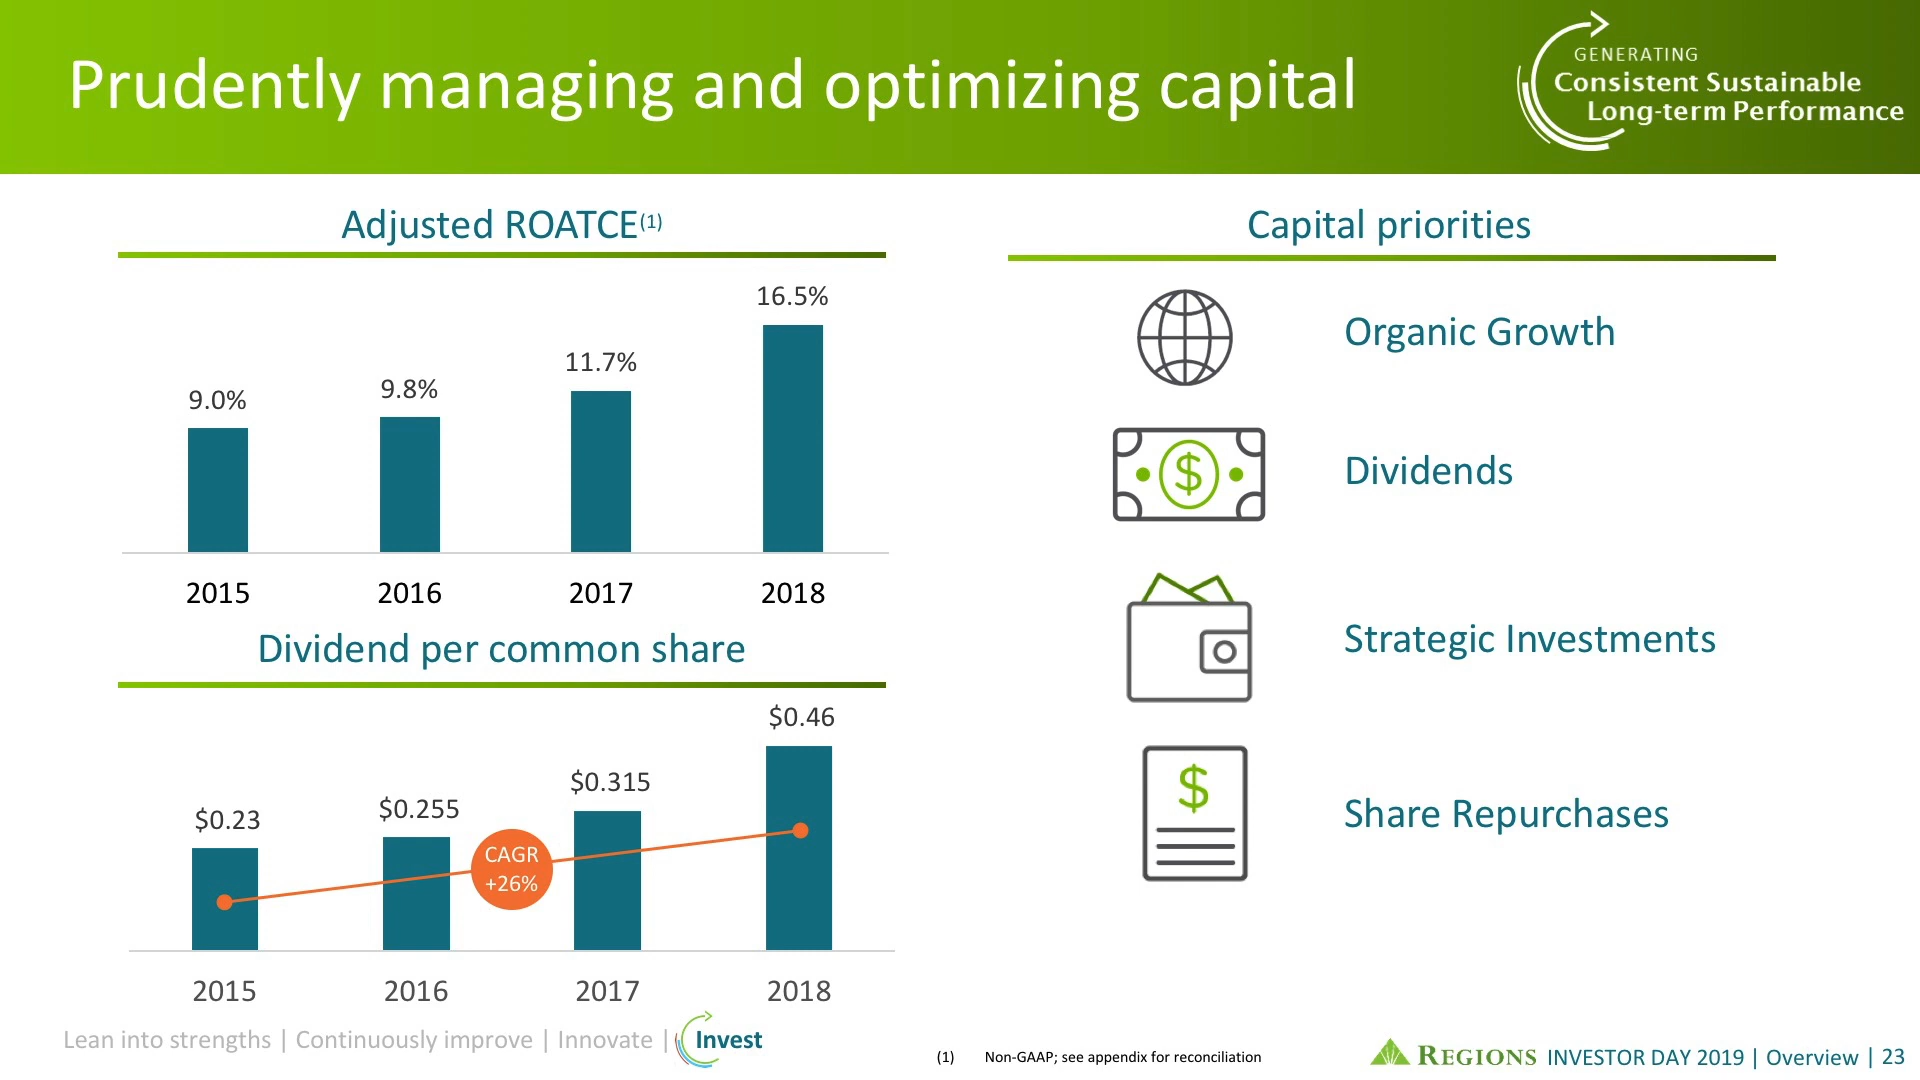 Prudently managing and optimizing capital
GENERATING
Consistent Sustainable
Long-term Performance
Adjusted ROATCE(1)
9.0%
9.8%
11.7%
16.5%
2015
2016
2017
2018
Dividend per common share
$0.23
$0.255
$0.315
$0.46
CAGR
+26%
2015
2016
2017
2018
Capital priorities
Organic Growth
$
Dividends
Strategic Investments
$
Share Repurchases
Lean into strengths | Continuously improve | Innovate | Invest
(1) Non-GAAP; see appendix for reconciliation
REGIONS INVESTOR DAY 2019 | Overview | 23